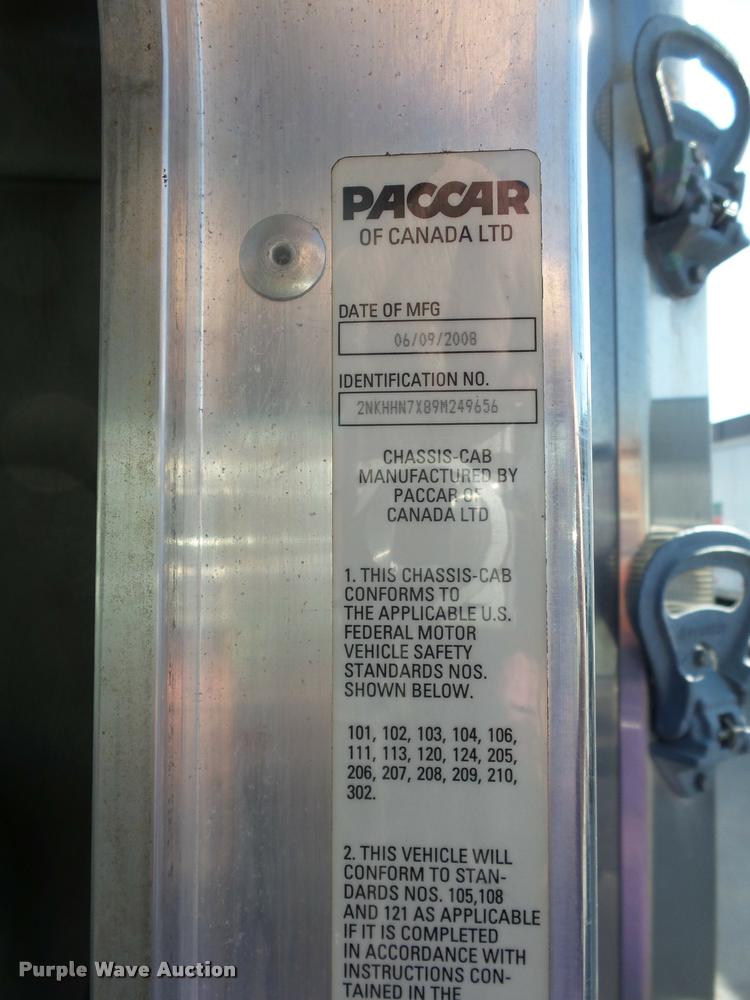 PACCAR
OF CANADA LTD
DATE OF MFG
06/09/2008
IDENTIFICATION NO.
2NKHHN7X89M249656
CHASSIS-CAB
MANUFACTURED BY
PACCAR OF
CANADA LTD
1. THIS CHASSIS-CAB
CONFORMS TO
THE APPLICABLE U.S.
FEDERAL MOTOR
VEHICLE SAFETY
STANDARDS NOS.
SHOWN BELOW.
101, 102, 103, 104, 106,
111, 113, 120, 124, 205,
206, 207, 208, 209, 210,
302.
2. THIS VEHICLE WILL
CONFORM TO STAN-
DARDS NOS. 105,108
AND 121 AS APPLICABLE
IF IT IS COMPLETED
IN ACCORDANCE WITH
INSTRUCTIONS CON-
TAINED IN THE
Purple Wave Auction